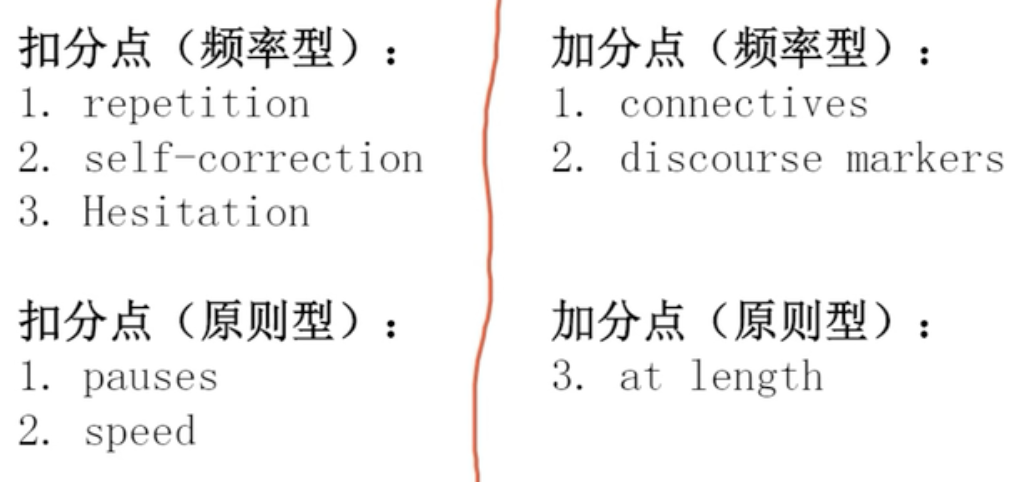 扣分点（频率型）：
1. repetition
2. self-correction
3. Hesitation
扣分点（原则型）：
1. pauses
2. speed
加分点（频率型）：
1. connectives
2. discourse markers
加分点（原则型）：
3. at length